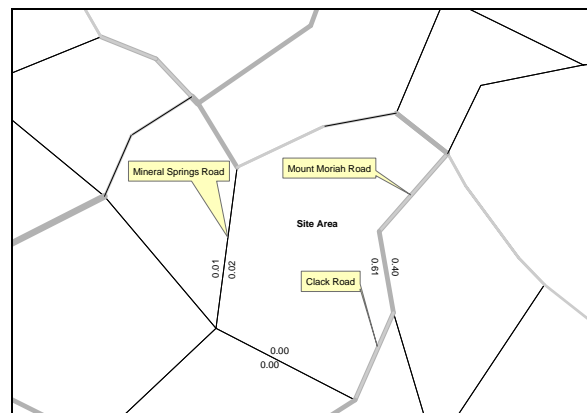 Mineral Springs Road
Mount Moriah Road
Site Area
0.01
0.02
0.61
0.40
Clack Road
0.00
0.00